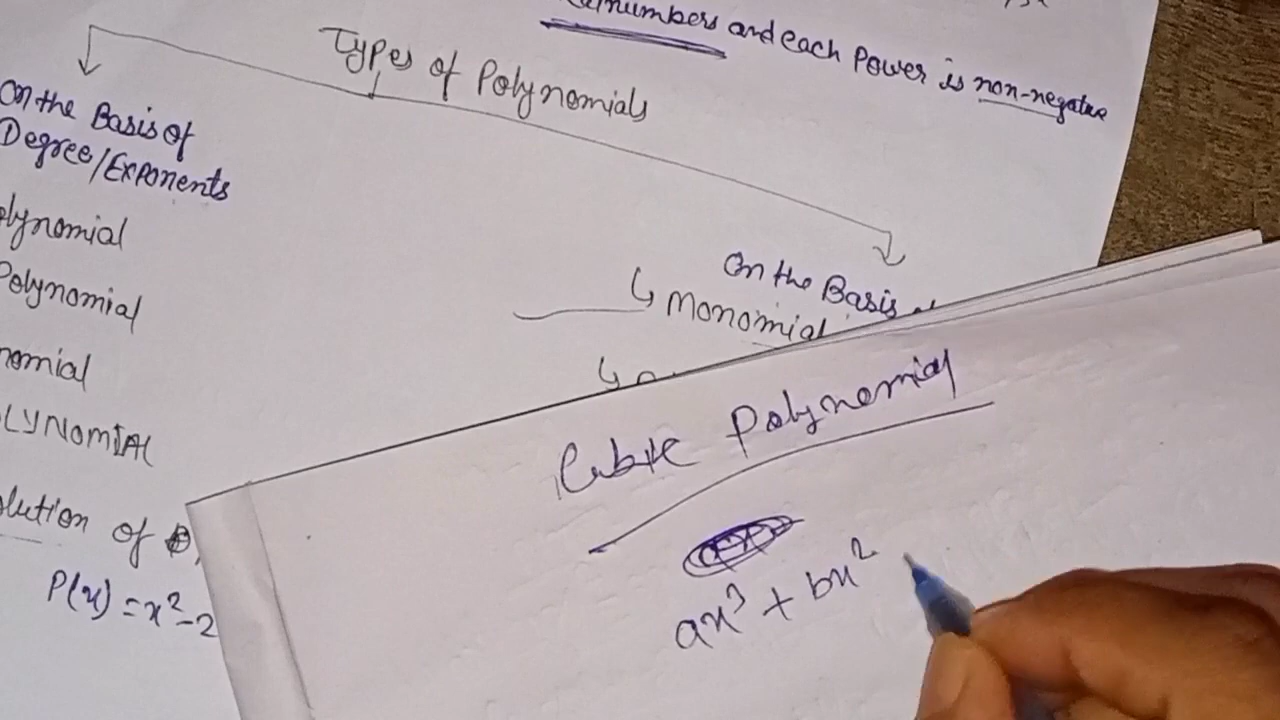 numbers and each Power is non-negative
Types of Polynomials
On the Basis of
Degree/Exponents
Polynomial
nomial
LYNOMIAL
On the Basis
↳ Monomial
Cubic Polynomial
ax³ + bx²
lution of
P(x) = x² - 2